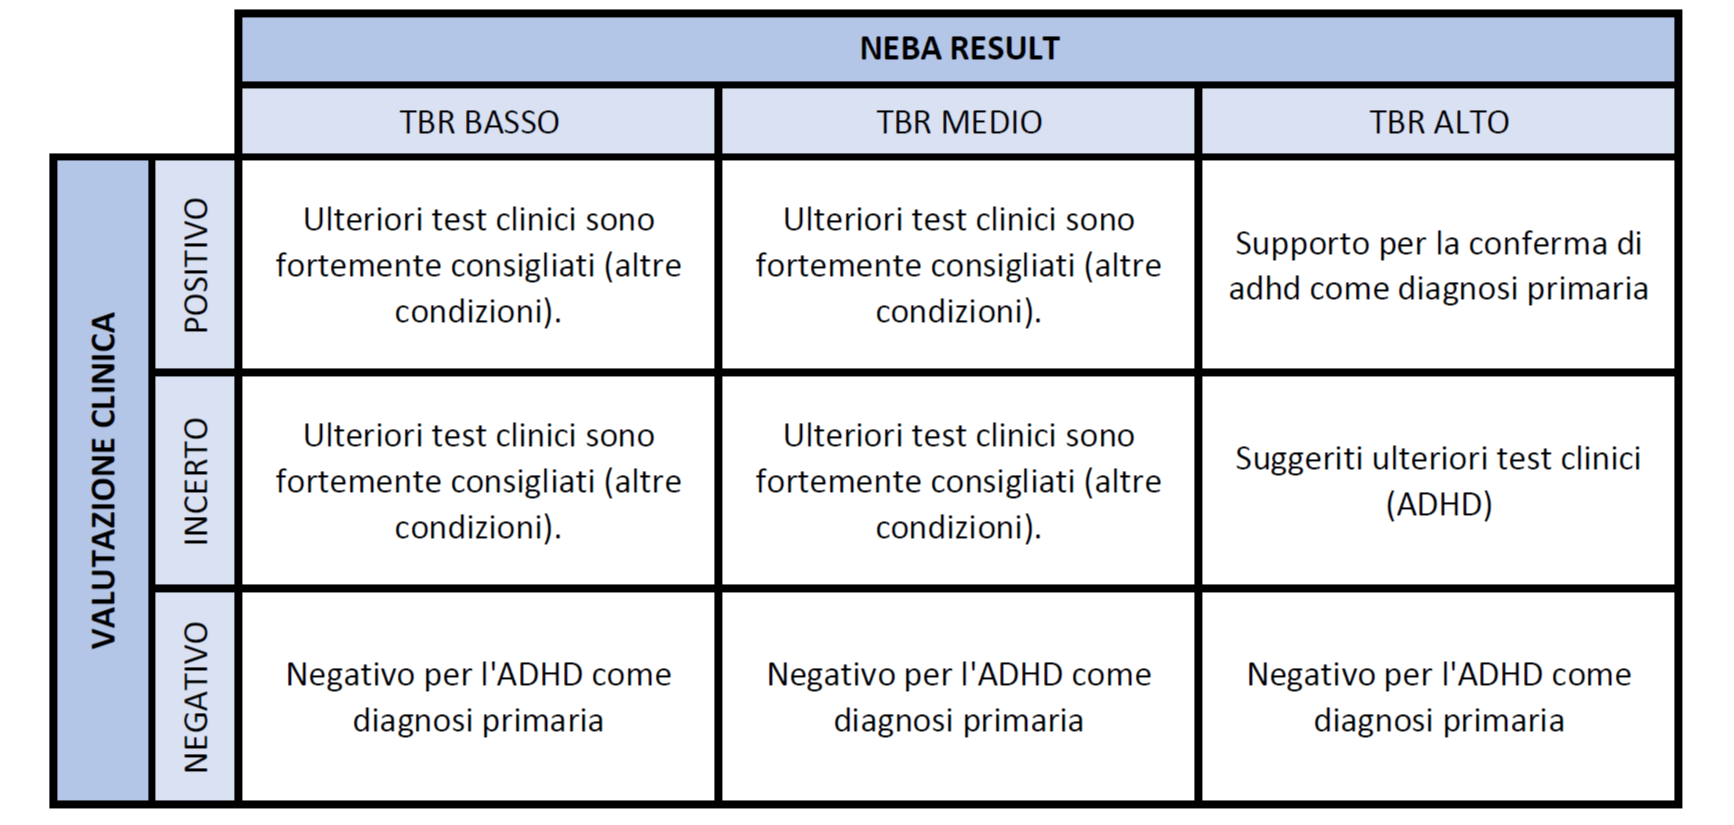 NEBA RESULT
TBR BASSO
TBR MEDIO
TBR ALTO
VALUTAZIONE CLINICA
POSITIVO
Ulteriori test clinici sono
fortemente consigliati (altre
condizioni).
Ulteriori test clinici sono
fortemente consigliati (altre
condizioni).
Supporto per la conferma di
adhd come diagnosi primaria
INCERTO
Ulteriori test clinici sono
fortemente consigliati (altre
condizioni).
Ulteriori test clinici sono
fortemente consigliati (altre
condizioni).
Suggeriti ulteriori test clinici
(ADHD)
NEGATIVO
Negativo per l'ADHD come
diagnosi primaria
Negativo per l'ADHD come
diagnosi primaria
Negativo per l'ADHD come
diagnosi primaria